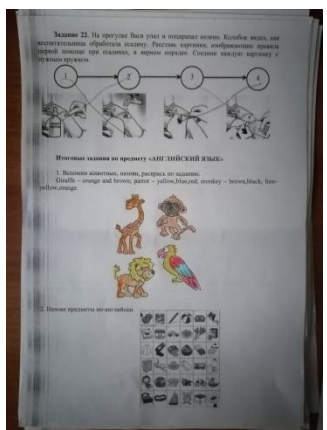 Задание 22. На прогулке Вася упал и поцарапал колено. Колобок видел, как
воспитательница обработала ссадину. Расставь картинки, изображающие правила
первой помощи при ссадинах, в верном порядке. Соедини каждую картинку с
нужным кружком.
1 2 3 4
Итоговые задания по предмету «АНГЛИЙСКИЙ ЯЗЫК»
1. Вспомни животных, назови, раскрась по заданию.
Giraffe – orange and brown; parrot – yellow,blue,red; monkey – brown,black; lion-
yellow,orange.
2. Назови предметы по-английски